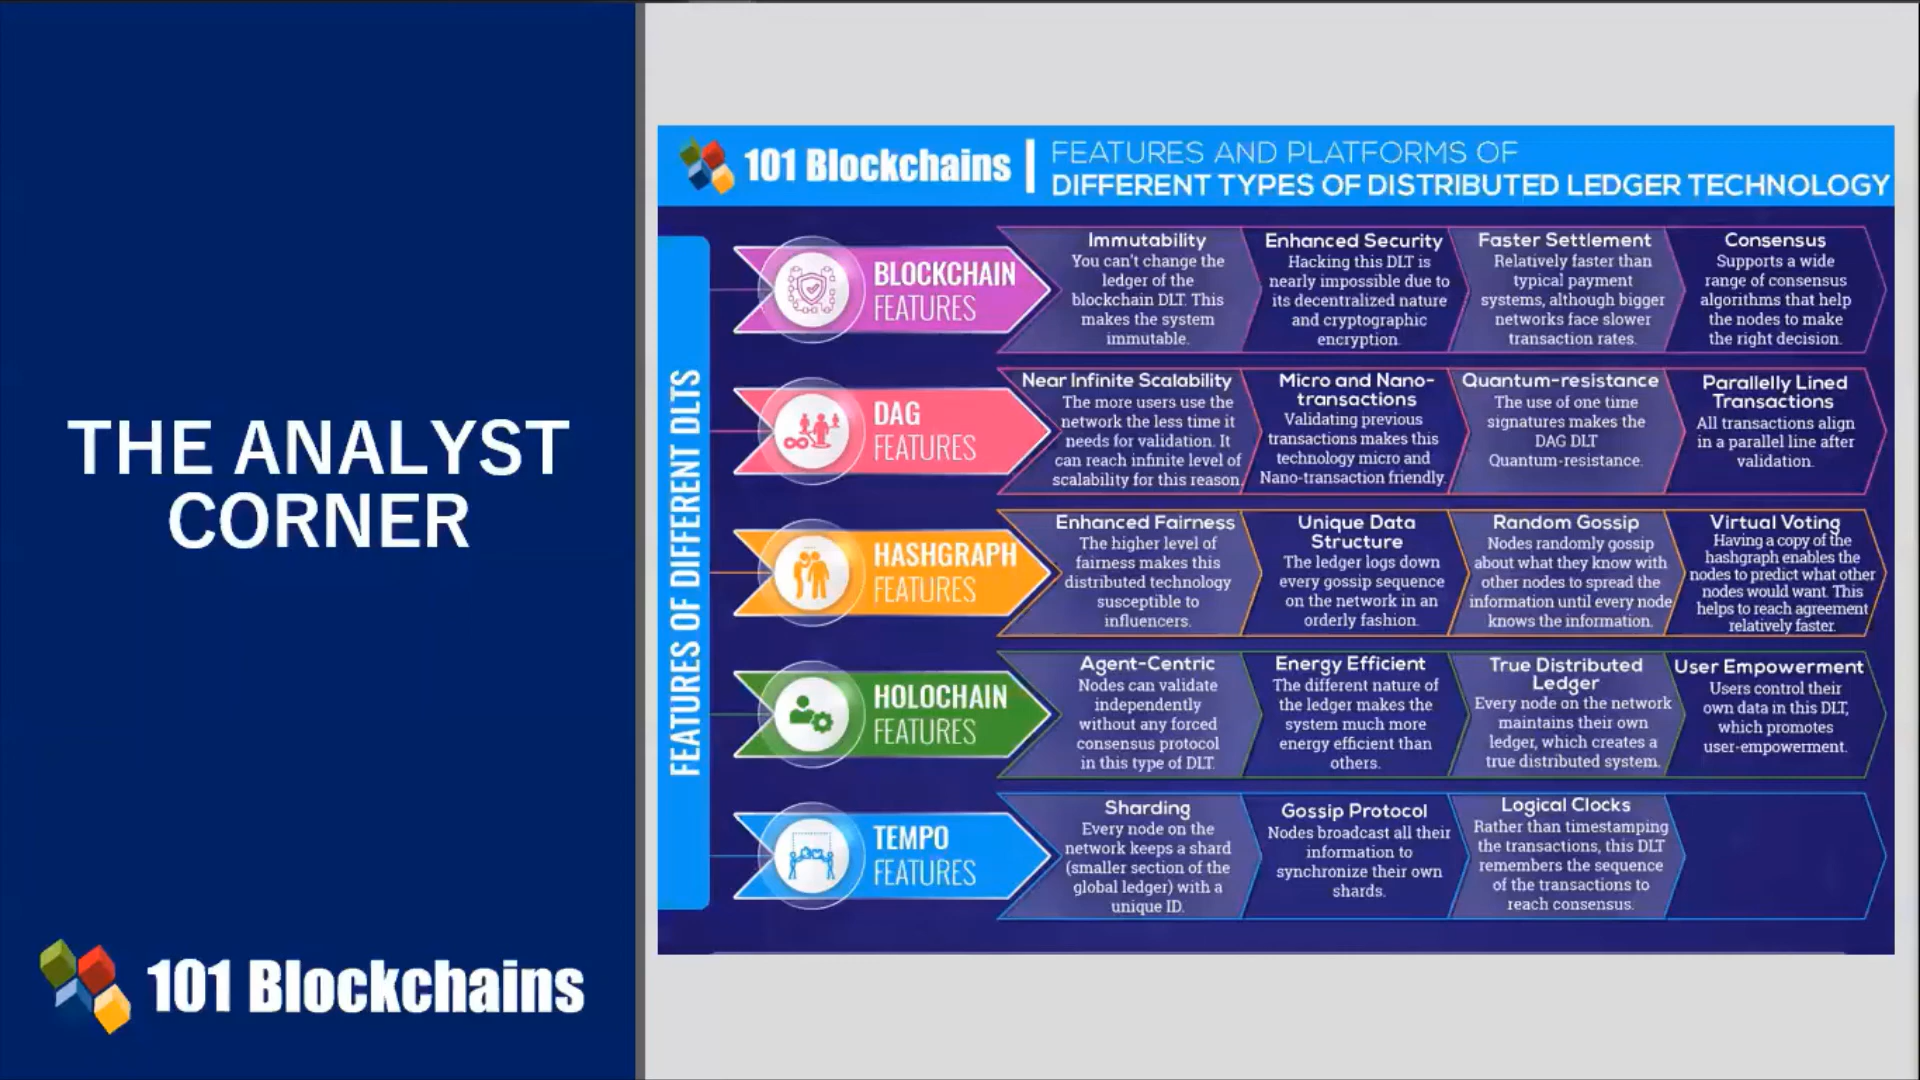 THE ANALYST
CORNER
101 Blockchains
101 Blockchains
FEATURES AND PLATFORMS OF
DIFFERENT TYPES OF DISTRIBUTED LEDGER TECHNOLOGY
FEATURES OF DIFFERENT DLTS
BLOCKCHAIN
FEATURES
Immutability
You can't change the
ledger of the
blockchain DLT. This
makes the system
immutable.
Enhanced Security
Hacking this DLT is
nearly impossible due to
its decentralized nature
and cryptographic
encryption.
Faster Settlement
Relatively faster than
typical payment
systems, although bigger
networks face slower
transaction rates.
Consensus
Supports a wide
range of consensus
algorithms that help
the nodes to make
the right decision.
DAG
FEATURES
Near Infinite Scalability
The more users use the
network the less time it
needs for validation. It
can reach infinite level of
scalability for this reason.
Micro and Nano-
transactions
Validating previous
transactions makes this
technology micro and
Nano-transaction friendly.
Quantum-resistance
The use of one time
signatures makes the
DAG DLT
Quantum-resistance.
Parallelly Lined
Transactions
All transactions align
in a parallel line after
validation.
HASHGRAPH
FEATURES
Enhanced Fairness
The higher level of
fairness makes this
distributed technology
susceptible to
influencers.
Unique Data
Structure
The ledger logs down
every gossip sequence
on the network in an
orderly fashion.
Random Gossip
Nodes randomly gossip
about what they know with
other nodes to spread the
information until every node
knows the information.
Virtual Voting
Having a copy of the
hashgraph enables the
nodes to predict what other
nodes would want. This
helps to reach agreement
relatively faster.
HOLOCHAIN
FEATURES
Agent-Centric
Nodes can validate
independently
without any forced
consensus protocol
in this type of DLT.
Energy Efficient
The different nature of
the ledger makes the
system much more
energy efficient than
others.
True Distributed
Ledger
Every node on the network
maintains their own
ledger, which creates a
true distributed system.
User Empowerment
Users control their
own data in this DLT,
which promotes
user-empowerment.
TEMPO
FEATURES
Sharding
Every node on the
network keeps a shard
(smaller section of the
global ledger) with a
unique ID.
Gossip Protocol
Nodes broadcast all their
information to
synchronize their own
shards.
Logical Clocks
Rather than timestamping
the transactions, this DLT
remembers the sequence
of the transactions to
reach consensus.